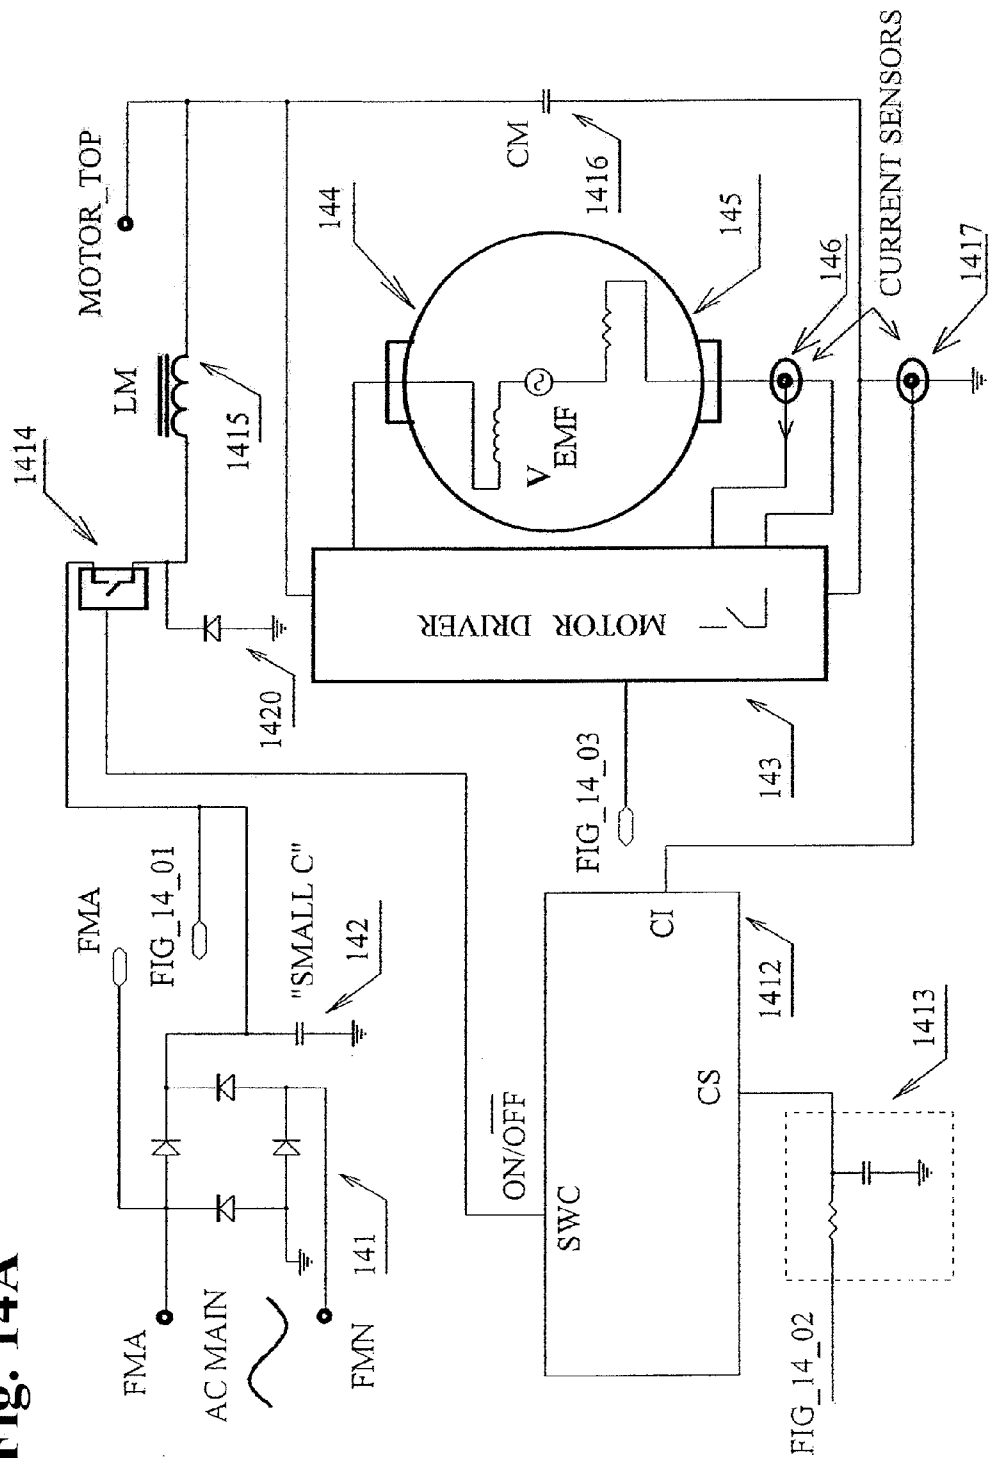 Fig. 14A
FMA
AC MAIN
FMN
141
FMA
FIG_14_01
"SMALL C"
142
1414
1420
LM
1415
MOTOR_TOP
144
CM
1416
V
EMF
145
MOTOR DRIVER
146
CURRENT SENSORS
1417
143
FIG_14_03
ON/OFF
SWC
CI
CS
1412
1413
FIG_14_02